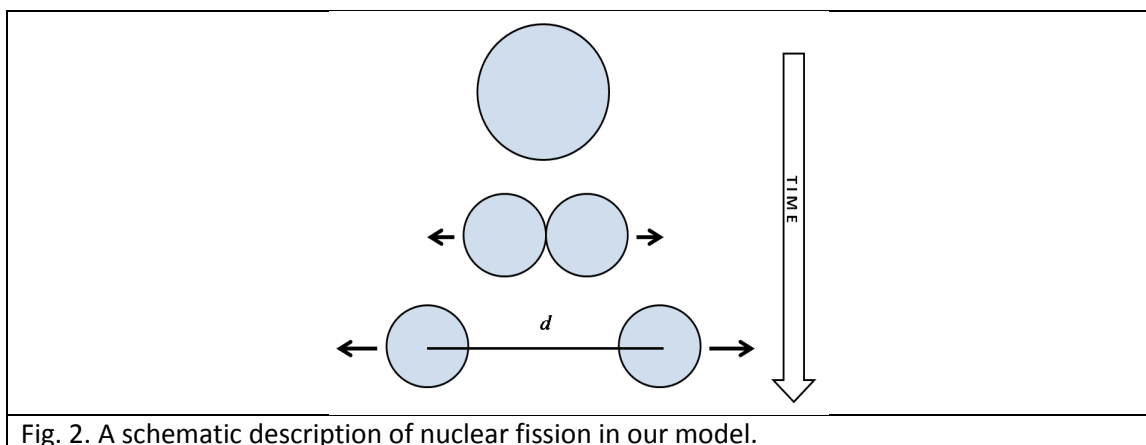 TIME
d
Fig. 2. A schematic description of nuclear fission in our model.